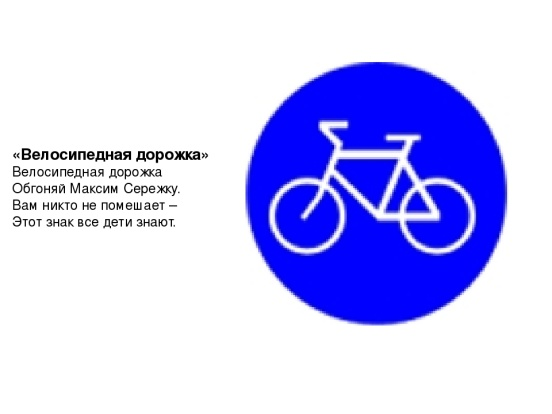 «Велосипедная дорожка»
Велосипедная дорожка
Обгоняй Максим Сережку.
Вам никто не помешает –
Этот знак все дети знают.